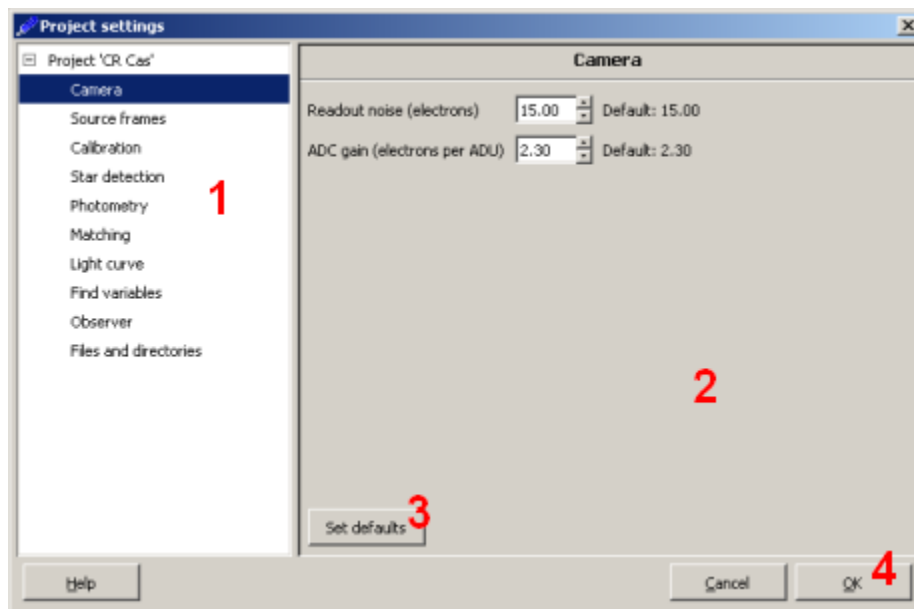 Project settings
Project 'CR Cas'
Camera
Source frames
Calibration
Star detection
Photometry
Matching
Light curve
Find variables
Observer
Files and directories
1
Camera
Readout noise (electrons) 15.00 Default: 15.00
ADC gain (electrons per ADU) 2.30 Default: 2.30
2
Set defaults 3
Help Cancel OK 4